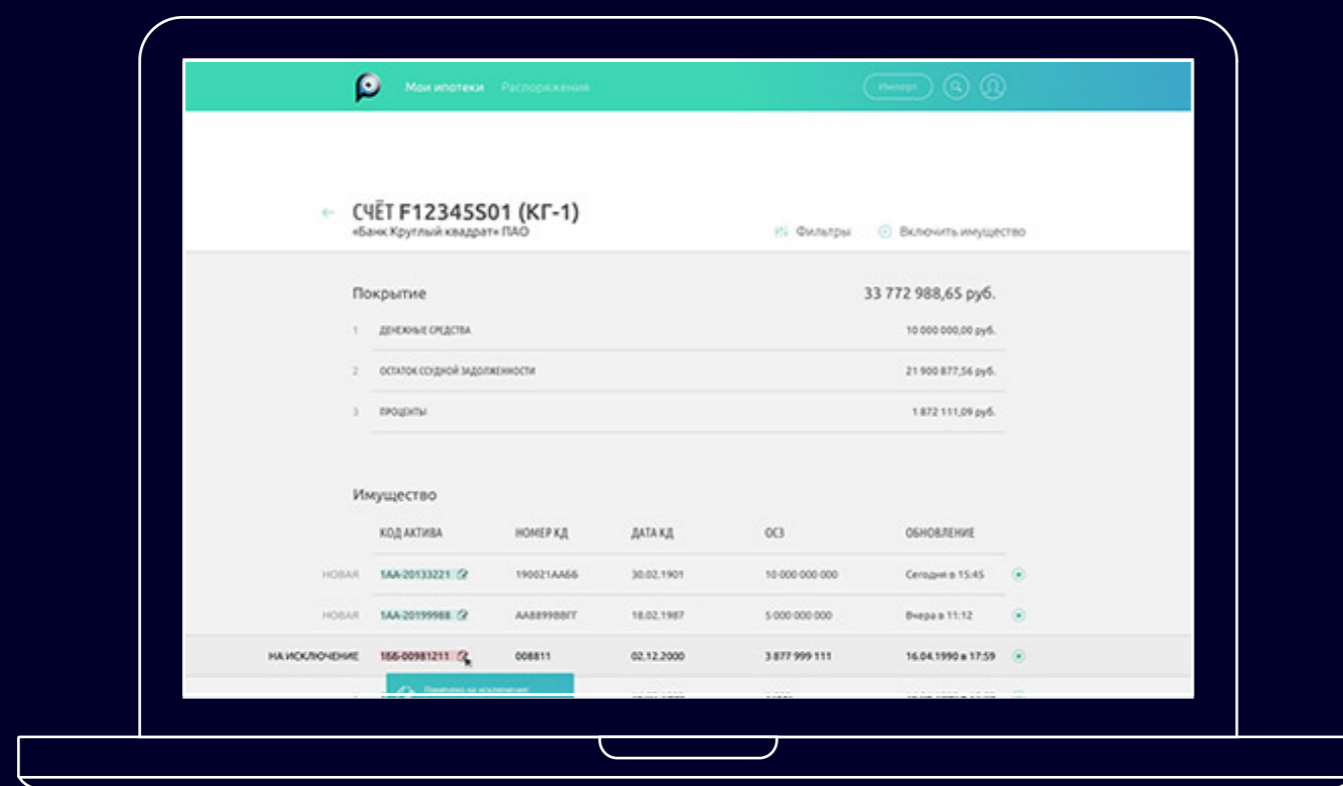 Мои ипотеки Распоряжения Импорт
СЧЁТ F12345S01 (КГ-1)
«Банк Круглый квадрат» ПАО
Фильтры Включить имущество
Покрытие 33 772 988,65 руб.
1 ДЕНЕЖНЫЕ СРЕДСТВА 10 000 000,00 руб.
2 ОСТАТОК ССУДНОЙ ЗАДОЛЖЕННОСТИ 21 900 877,56 руб.
3 ПРОЦЕНТЫ 1 872 111,09 руб.
Имущество
КОД АКТИВА НОМЕР КД ДАТА КД ОСЗ ОБНОВЛЕНИЕ
НОВАЯ 1АА-20133221 190021ААБ6 30.02.1901 10 000 000 000 Сегодня в 15:45
НОВАЯ 1АА-20199988 АА8899ВВГГ 18.02.1987 5 000 000 000 Вчера в 11:12
НА ИСКЛЮЧЕНИЕ 1ББ-00981211 008811 02.12.2000 3 877 999 111 16.04.1990 в 17:59
Помечено на исключение